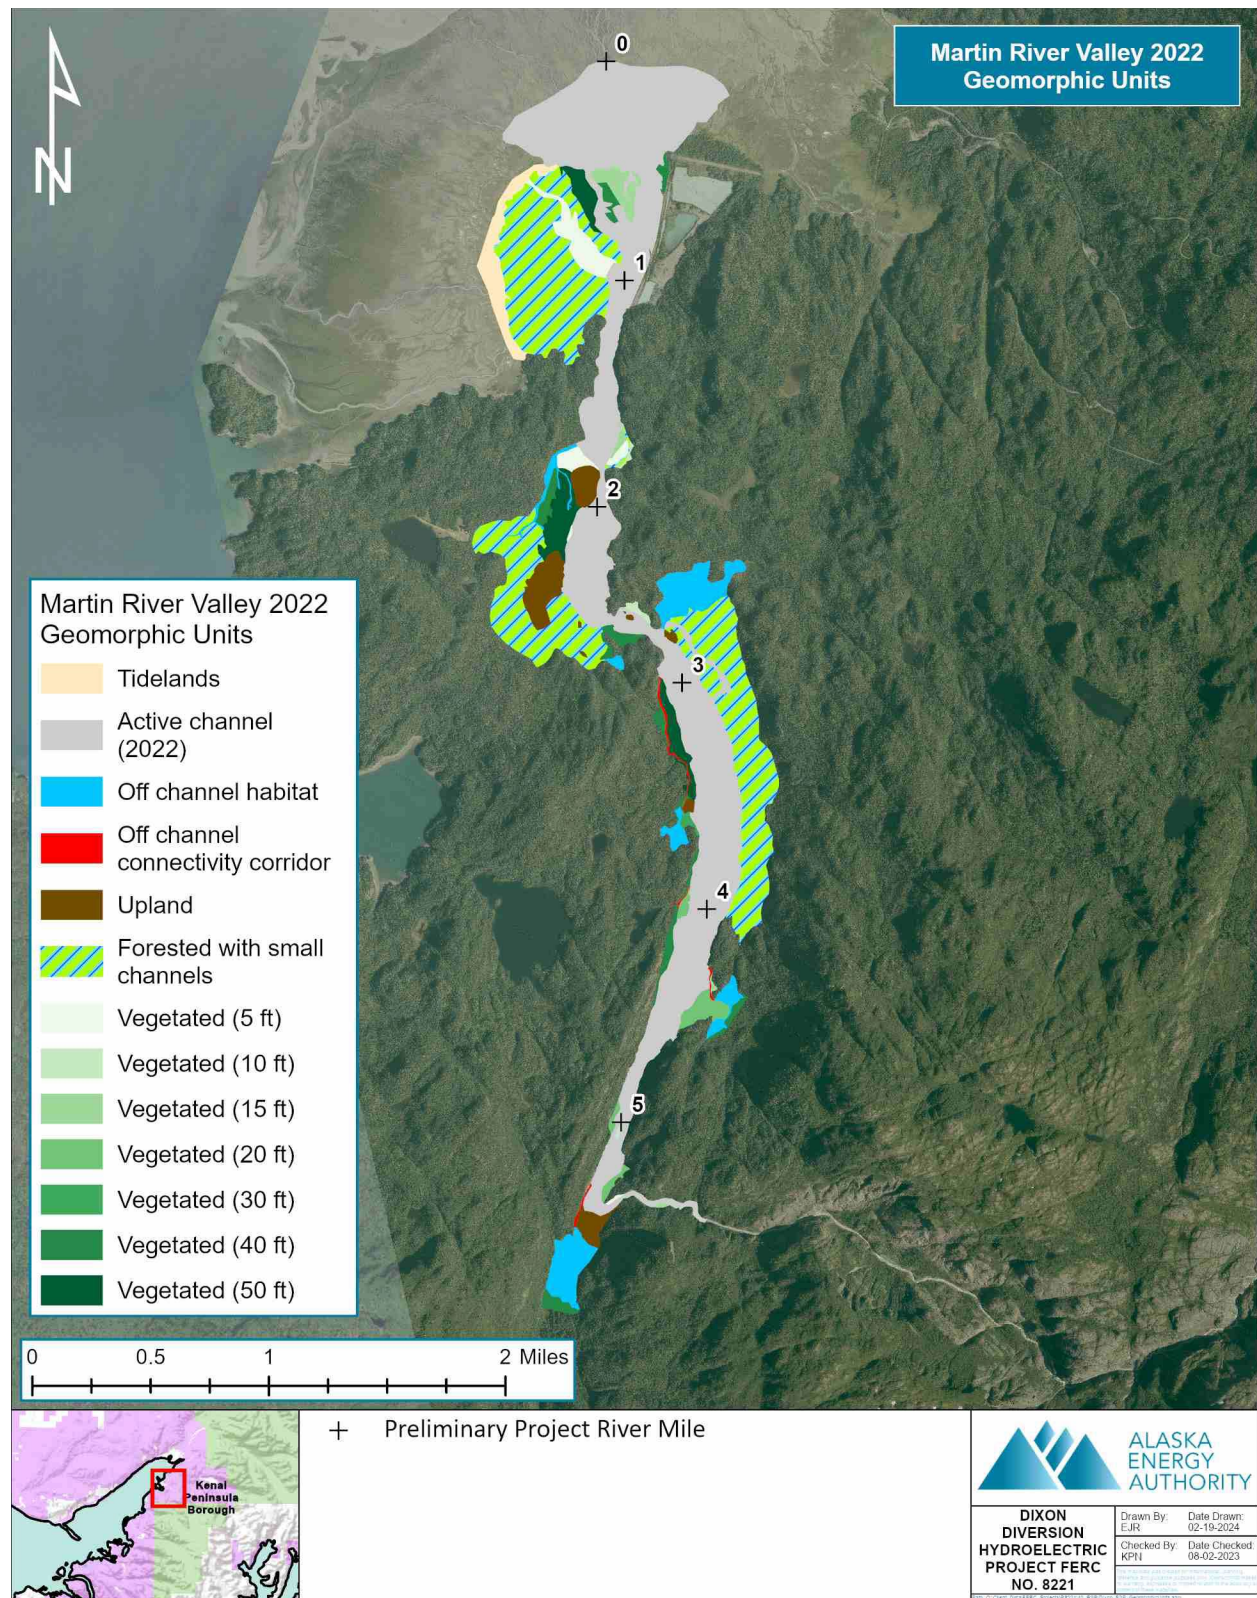 0
Martin River Valley 2022
Geomorphic Units
N
1
2
3
4
5
Martin River Valley 2022
Geomorphic Units
Tidelands
Active channel
(2022)
Off channel habitat
Off channel
connectivity corridor
Upland
Forested with small
channels
Vegetated (5 ft)
Vegetated (10 ft)
Vegetated (15 ft)
Vegetated (20 ft)
Vegetated (30 ft)
Vegetated (40 ft)
Vegetated (50 ft)
0 0.5 1 2 Miles
Preliminary Project River Mile
Kenai
Peninsula
Borough
ALASKA
ENERGY
AUTHORITY
DIXON
DIVERSION
HYDROELECTRIC
PROJECT FERC
NO. 8221
Drawn By:
EJR
Date Drawn:
02-19-2024
Checked By:
KPN
Date Checked:
08-02-2023